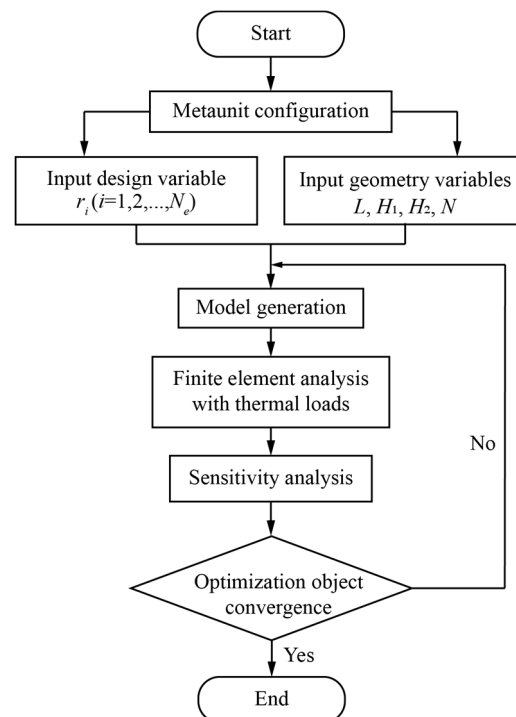 Start
Metaunit configuration
Input design variable
r_i(i=1,2,...,N_e)
Input geometry variables
L, H₁, H₂, N
Model generation
Finite element analysis
with thermal loads
Sensitivity analysis
No
Optimization object
convergence
Yes
End